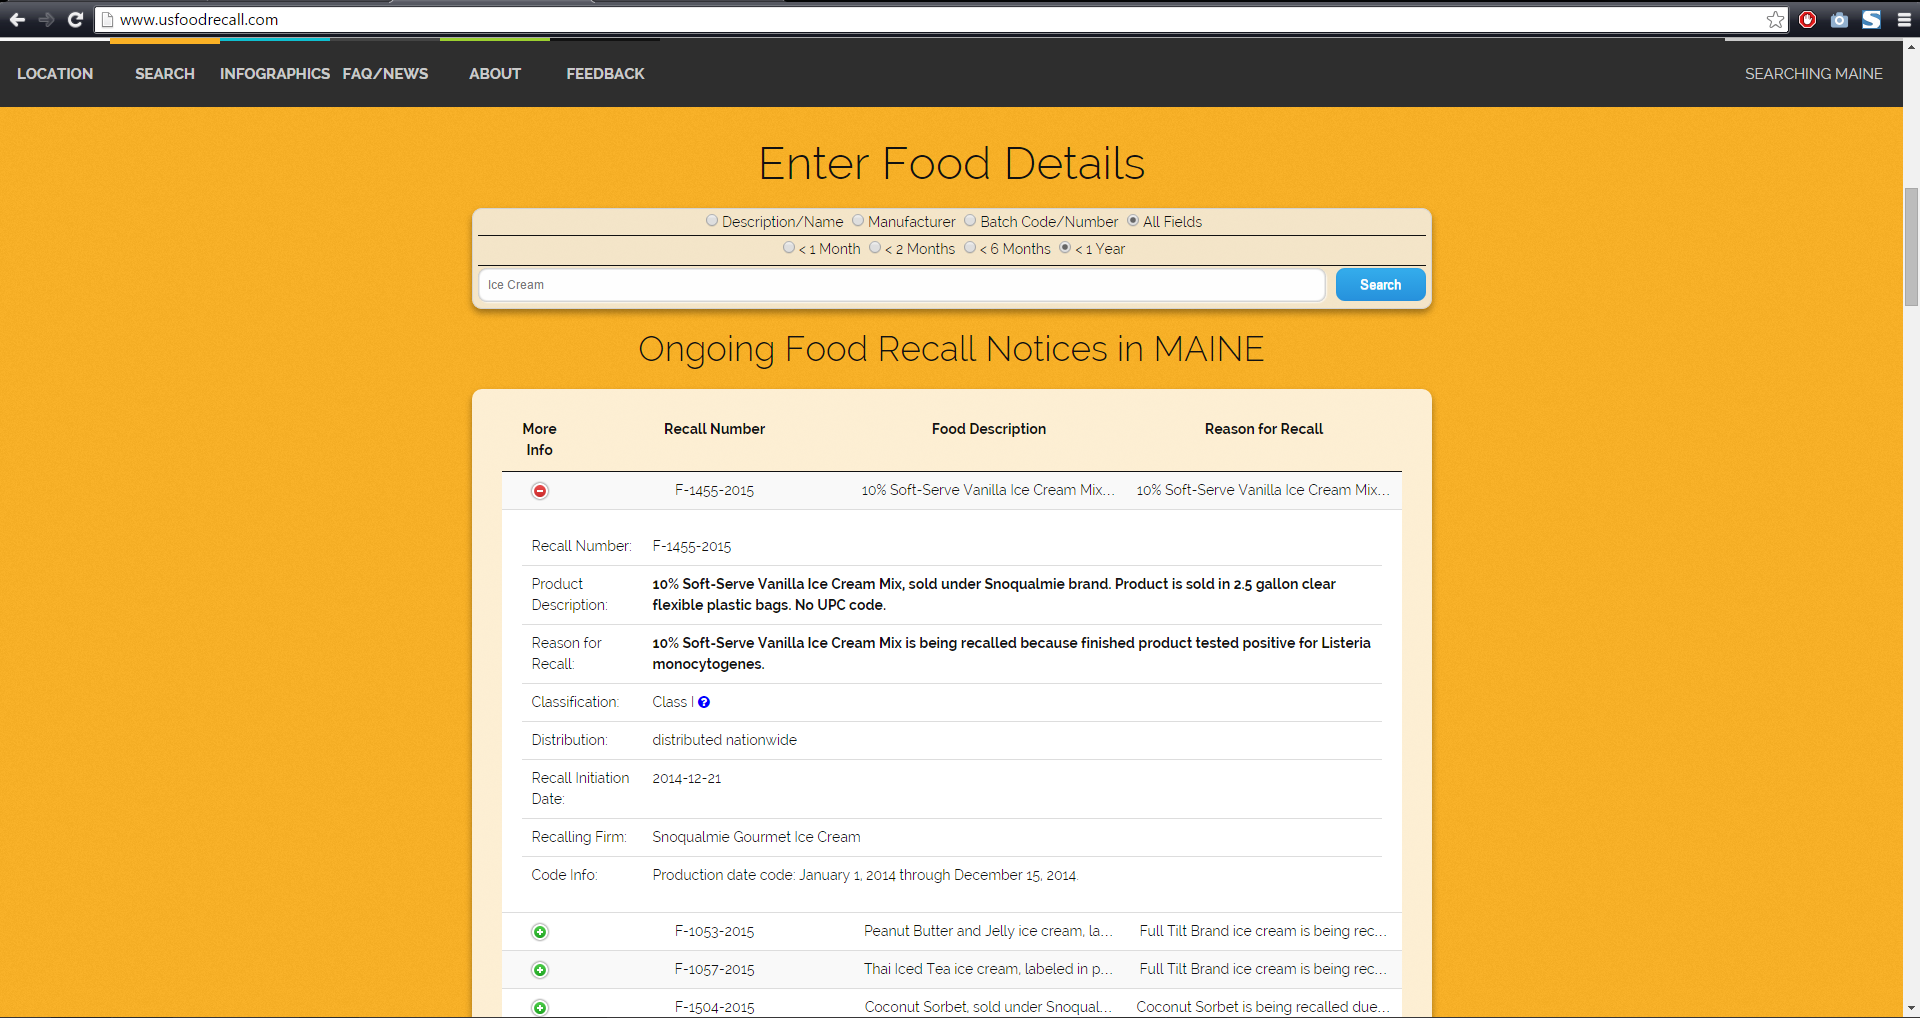 www.usfoodrecall.com
LOCATION SEARCH INFOGRAPHICS FAQ/NEWS ABOUT FEEDBACK SEARCHING MAINE
Enter Food Details
Description/Name Manufacturer Batch Code/Number All Fields
< 1 Month < 2 Months < 6 Months < 1 Year
Ice Cream Search
Ongoing Food Recall Notices in MAINE
More Info Recall Number Food Description Reason for Recall
F-1455-2015 10% Soft-Serve Vanilla Ice Cream Mix... 10% Soft-Serve Vanilla Ice Cream Mix...
Recall Number: F-1455-2015
Product Description: 10% Soft-Serve Vanilla Ice Cream Mix, sold under Snoqualmie brand. Product is sold in 2.5 gallon clear
flexible plastic bags. No UPC code.
Reason for Recall: 10% Soft-Serve Vanilla Ice Cream Mix is being recalled because finished product tested positive for Listeria
monocytogenes.
Classification: Class I ?
Distribution: distributed nationwide
Recall Initiation Date: 2014-12-21
Recalling Firm: Snoqualmie Gourmet Ice Cream
Code Info: Production date code: January 1, 2014 through December 15, 2014.
F-1053-2015 Peanut Butter and Jelly ice cream, la... Full Tilt Brand ice cream is being rec...
F-1057-2015 Thai Iced Tea ice cream, labeled in p... Full Tilt Brand ice cream is being rec...
F-1504-2015 Coconut Sorbet, sold under Snoqual... Coconut Sorbet is being recalled due...